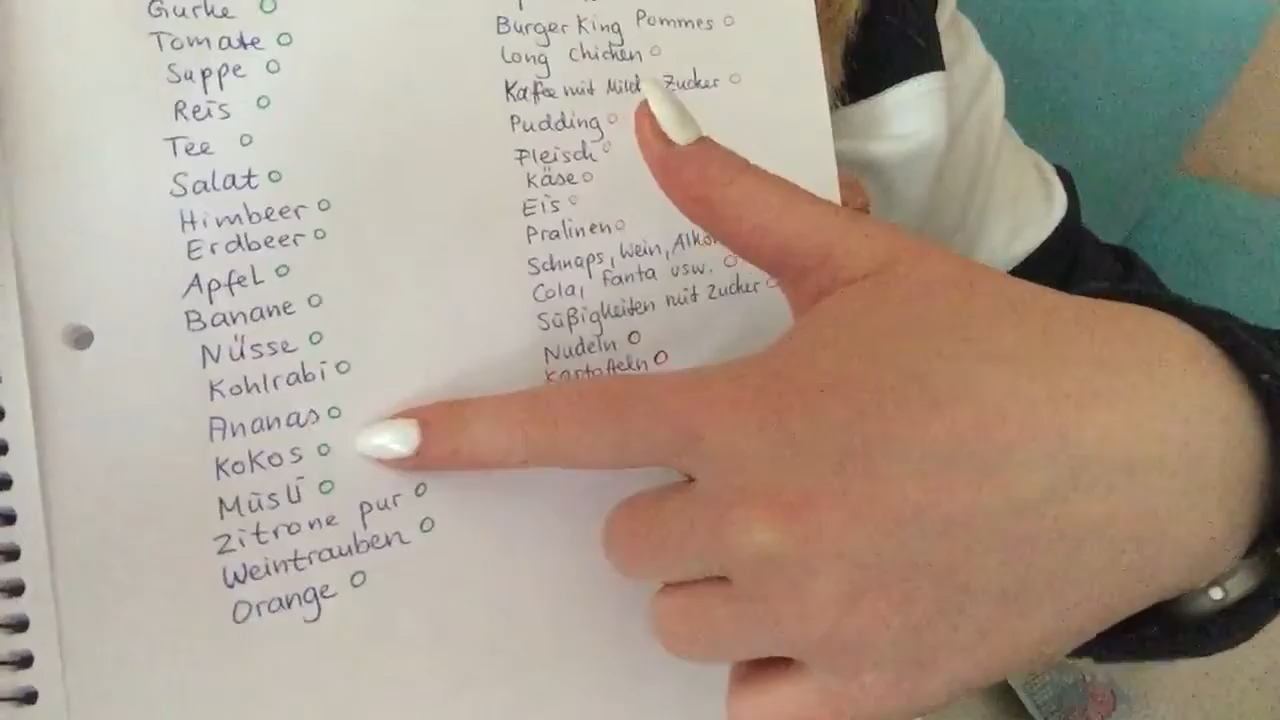 Gurke
Tomate
Suppe
Reis
Tee
Salat
Himbeer
Erdbeer
Apfel
Banane
Nüsse
Kohlrabi
Ananas
Kokos
Müsli
Zitrone pur
Weintrauben
Orange
Burger King Pommes
Long Chicken
Kaffee mit Milch Zucker
Pudding
Fleisch
Käse
Eis
Pralinen
Schnaps, Wein, Alko
Cola, Fanta usw.
Süßigkeiten mit Zucker
Nudeln
Kartoffeln